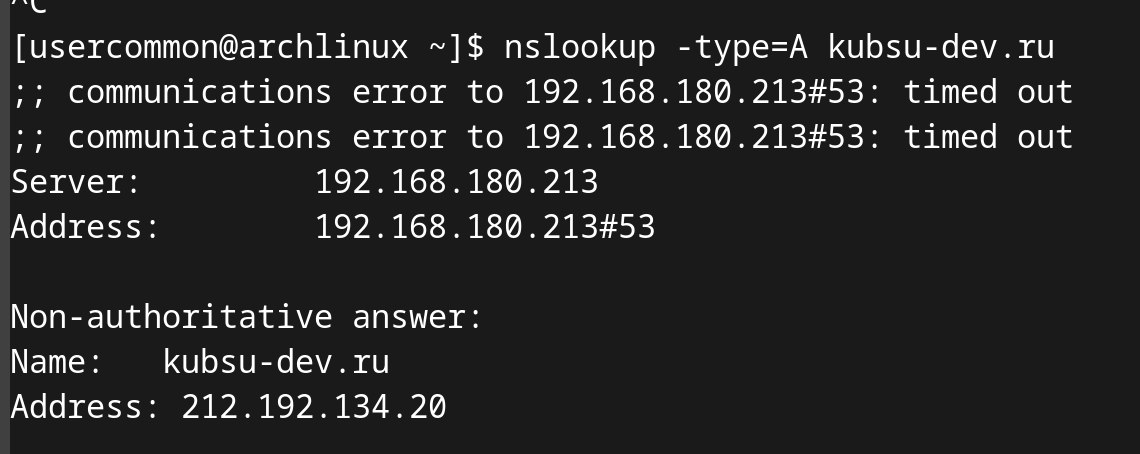 ^C
[usercommon@archlinux ~]$ nslookup -type=A kubsu-dev.ru
;; communications error to 192.168.180.213#53: timed out
;; communications error to 192.168.180.213#53: timed out
Server:         192.168.180.213
Address:        192.168.180.213#53

Non-authoritative answer:
Name:   kubsu-dev.ru
Address: 212.192.134.20